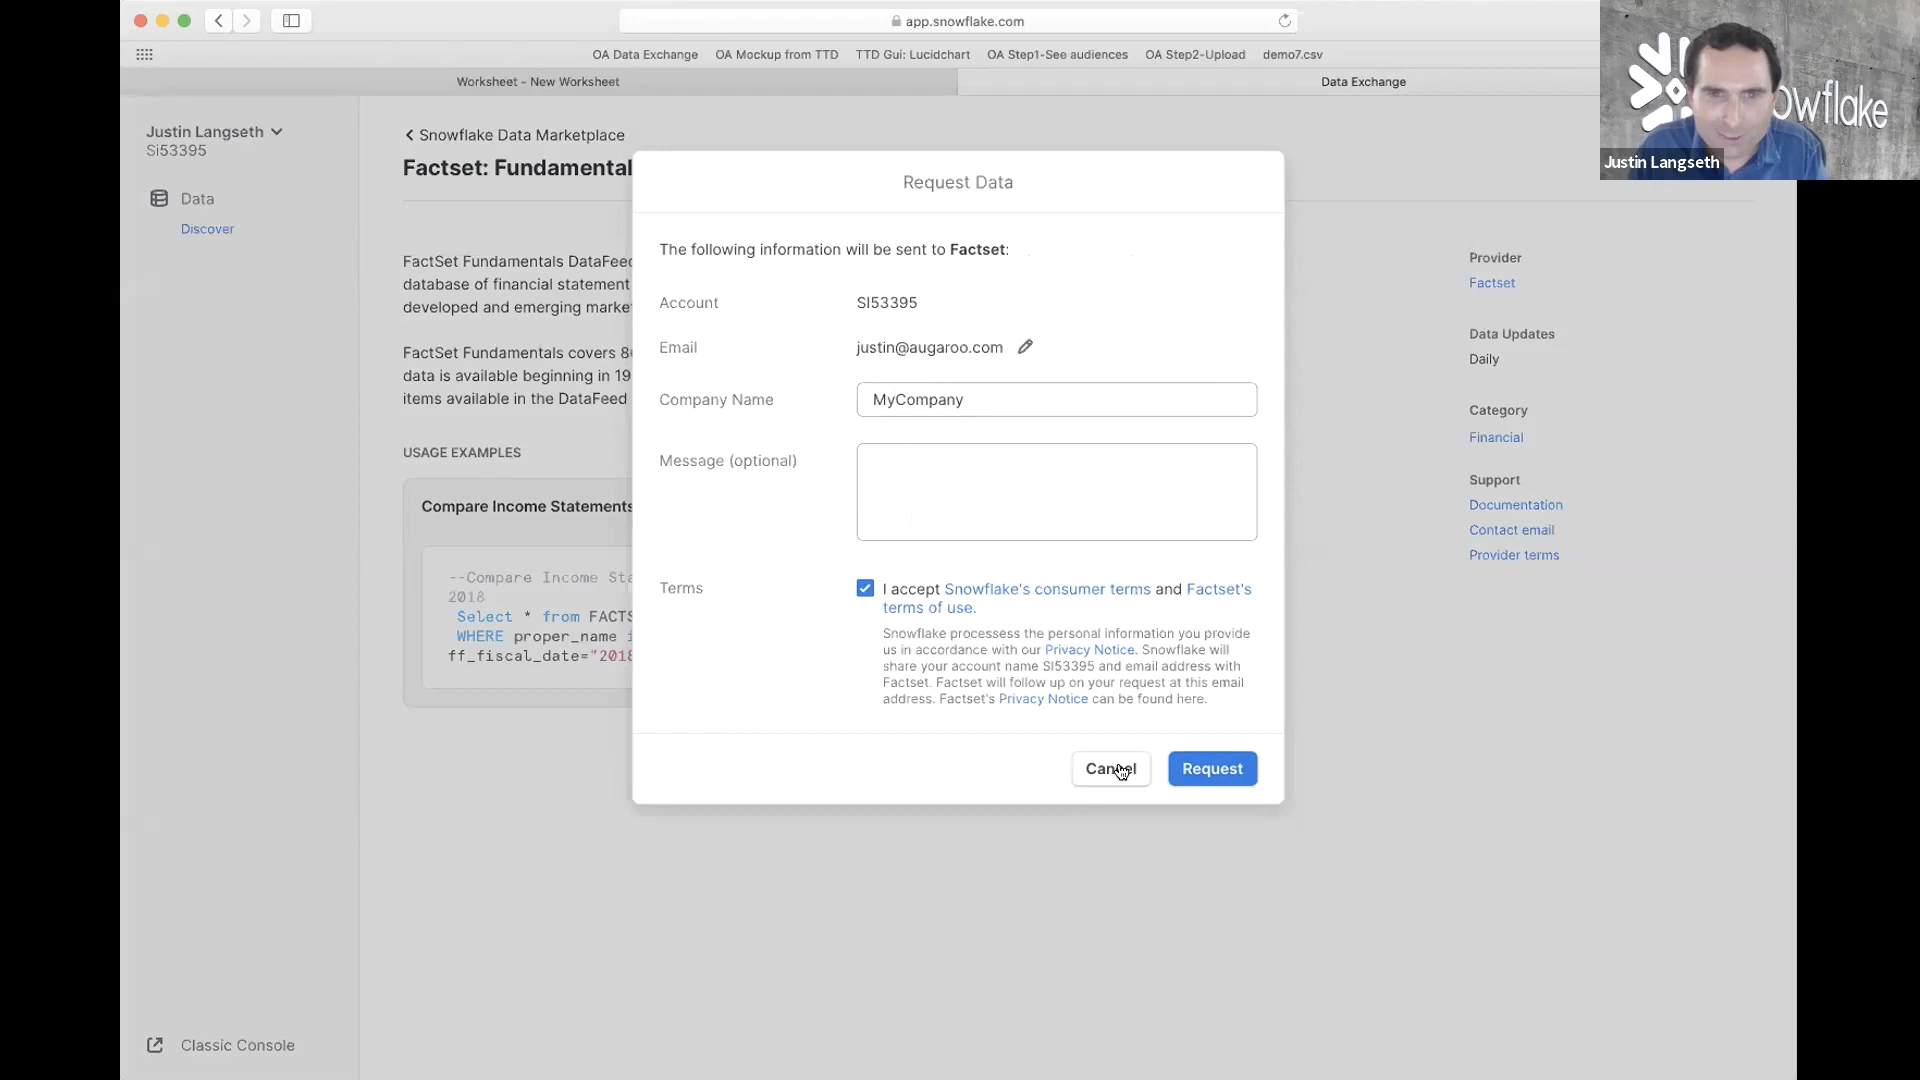 app.snowflake.com
OA Data Exchange OA Mockup from TTD TTD Gui: Lucidchart OA Step1-See audiences OA Step2-Upload demo7.csv
Worksheet - New Worksheet Data Exchange
owflake
Justin Langseth
Justin Langseth
SI53395
Data
Discover
Snowflake Data Marketplace
Factset: Fundamental
FactSet Fundamentals DataFeed
database of financial statement
developed and emerging marke
FactSet Fundamentals covers
data is available beginning in 19
items available in the DataFeed
USAGE EXAMPLES
Compare Income Statements
--Compare Income Sta
2018
Select * from FACTS
WHERE proper_name i
ff_fiscal_date="2018
Request Data
The following information will be sent to Factset:
Account SI53395
Email justin@augaroo.com
Company Name MyCompany
Message (optional)
Terms
I accept Snowflake's consumer terms and Factset's
terms of use.
Snowflake processess the personal information you provide
us in accordance with our Privacy Notice. Snowflake will
share your account name SI53395 and email address with
Factset. Factset will follow up on your request at this email
address. Factset's Privacy Notice can be found here.
Cancel Request
Provider
Factset
Data Updates
Daily
Category
Financial
Support
Documentation
Contact email
Provider terms
Classic Console